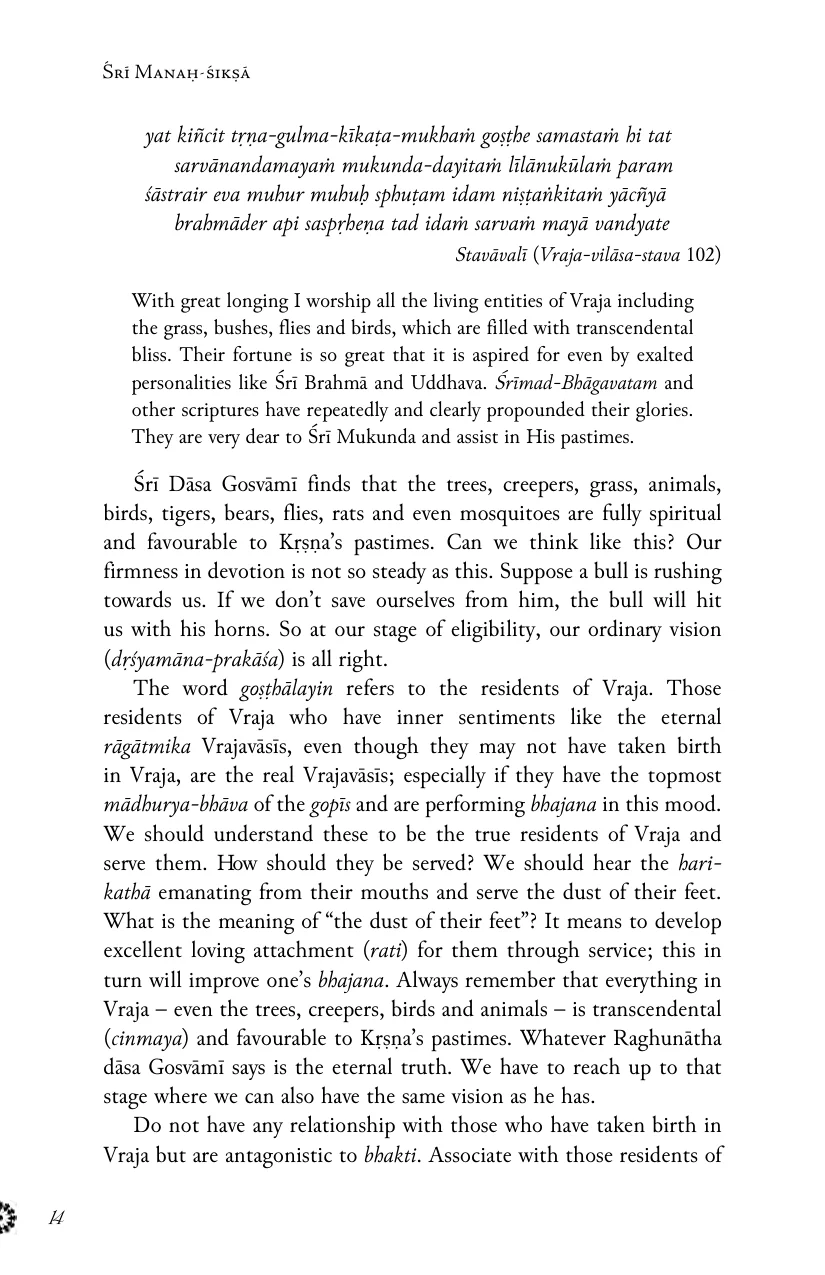 Śrī Manaḥ-śikṣā
yat kiñcit tṛṇa-gulma-kīkaṭa-mukhaṁ goṣṭhe samastaṁ hi tat
sarvānandamayaṁ mukunda-dayitaṁ līlānukūlaṁ param
śāstrair eva muhur muhuḥ sphuṭam idam niṣṭaṅkitaṁ yācñyā
brahmāder api saspṛheṇa tad idaṁ sarvaṁ mayā vandyate
Stavāvalī (Vraja-vilāsa-stava 102)
With great longing I worship all the living entities of Vraja including
the grass, bushes, flies and birds, which are filled with transcendental
bliss. Their fortune is so great that it is aspired for even by exalted
personalities like Śrī Brahmā and Uddhava. Śrīmad-Bhāgavatam and
other scriptures have repeatedly and clearly propounded their glories.
They are very dear to Śrī Mukunda and assist in His pastimes.
Śrī Dāsa Gosvāmī finds that the trees, creepers, grass, animals,
birds, tigers, bears, flies, rats and even mosquitoes are fully spiritual
and favourable to Kṛṣṇa’s pastimes. Can we think like this? Our
firmness in devotion is not so steady as this. Suppose a bull is rushing
towards us. If we don’t save ourselves from him, the bull will hit
us with his horns. So at our stage of eligibility, our ordinary vision
(dṛśyamāna-prakāśa) is all right.
The word goṣṭhālayin refers to the residents of Vraja. Those
residents of Vraja who have inner sentiments like the eternal
rāgātmika Vrajavāsīs, even though they may not have taken birth
in Vraja, are the real Vrajavāsīs; especially if they have the topmost
mādhurya-bhāva of the gopīs and are performing bhajana in this mood.
We should understand these to be the true residents of Vraja and
serve them. How should they be served? We should hear the hari-
kathā emanating from their mouths and serve the dust of their feet.
What is the meaning of “the dust of their feet”? It means to develop
excellent loving attachment (rati) for them through service; this in
turn will improve one’s bhajana. Always remember that everything in
Vraja – even the trees, creepers, birds and animals – is transcendental
(cinmaya) and favourable to Kṛṣṇa’s pastimes. Whatever Raghunātha
dāsa Gosvāmī says is the eternal truth. We have to reach up to that
stage where we can also have the same vision as he has.
Do not have any relationship with those who have taken birth in
Vraja but are antagonistic to bhakti. Associate with those residents of
14